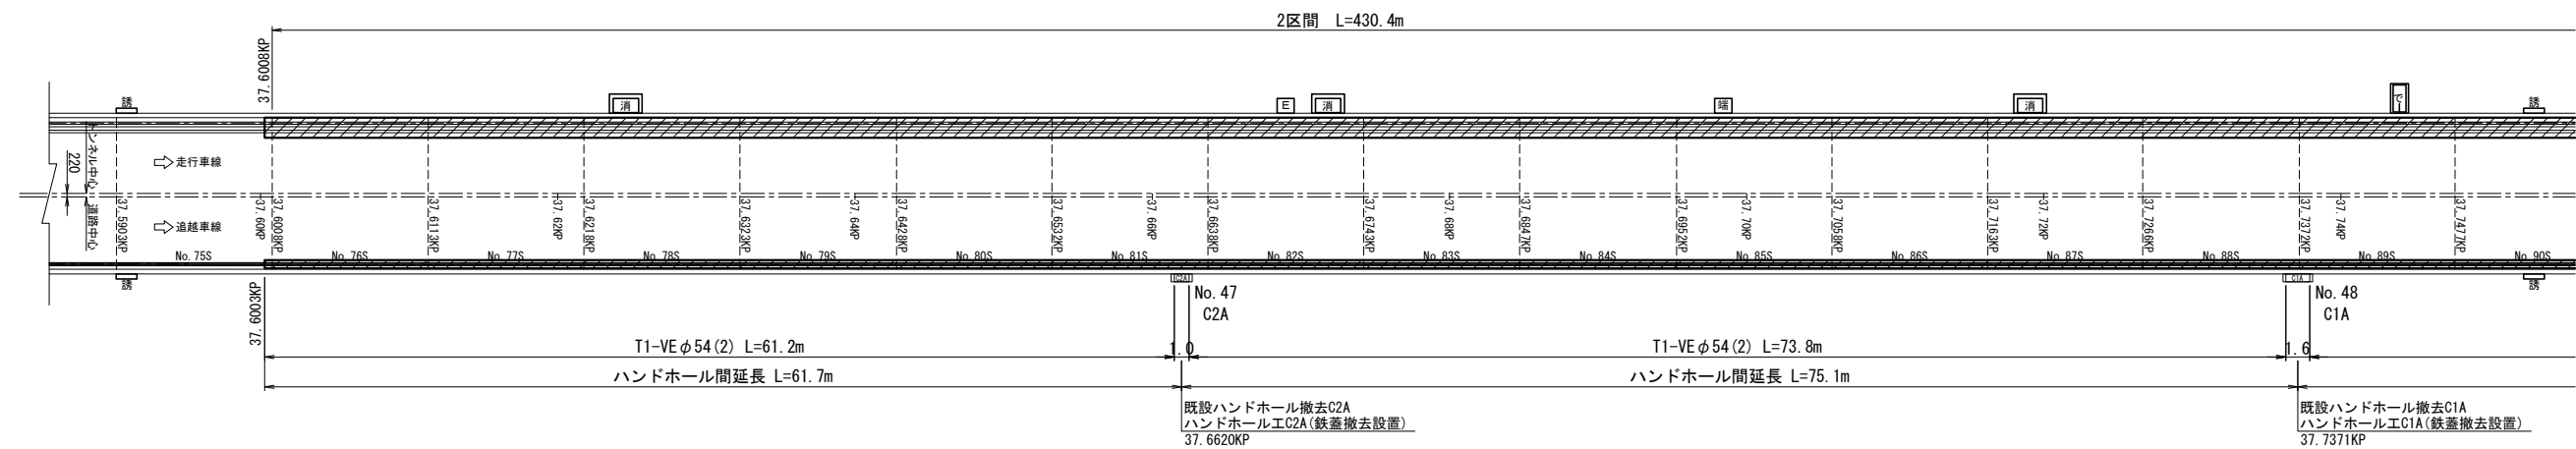 2区間 L=430.4m
37.6008KP
誘
消
E
消
端
消
で
誘
トンネル中心
220
道路中心
走行車線
追越車線
37.5903KP
37.60KP
37.6008KP
37.6113KP
37.62KP
37.6218KP
37.6323KP
37.64KP
37.6428KP
37.6532KP
37.66KP
37.6638KP
37.6743KP
37.68KP
37.6847KP
37.6952KP
37.70KP
37.7058KP
37.7163KP
37.72KP
37.7266KP
37.7372KP
37.74KP
37.7477KP
No.75S
No.76S
No.77S
No.78S
No.79S
No.80S
No.81S
No.82S
No.83S
No.84S
No.85S
No.86S
No.87S
No.88S
No.89S
No.90S
誘
C2A
C1A
誘
37.6003KP
No.47
C2A
No.48
C1A
T1-VEφ54(2) L=61.2m
1.0
T1-VEφ54(2) L=73.8m
1.6
ハンドホール間延長 L=61.7m
ハンドホール間延長 L=75.1m
既設ハンドホール撤去C2A
ハンドホール工C2A(鉄蓋撤去設置)
37.6620KP
既設ハンドホール撤去C1A
ハンドホール工C1A(鉄蓋撤去設置)
37.7371KP